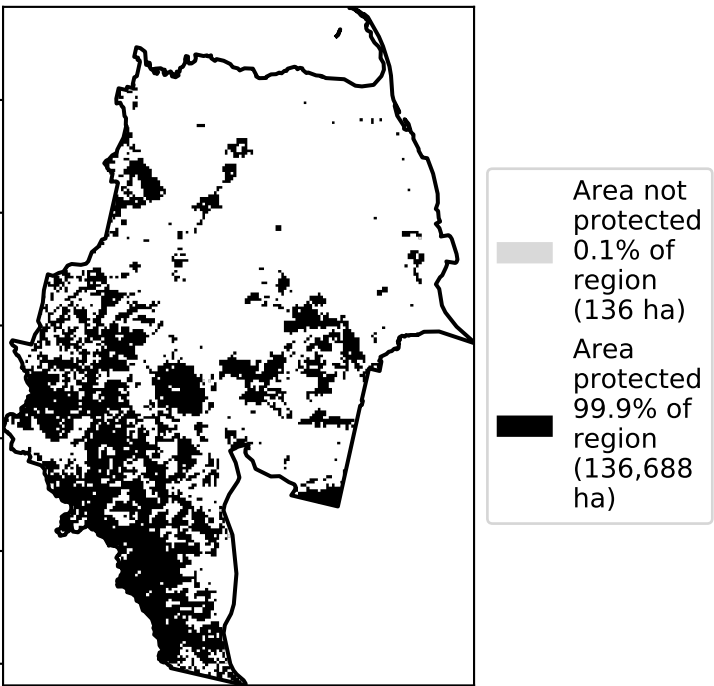 Area not
protected
0.1% of
region
(136 ha)
Area
protected
99.9% of
region
(136,688
ha)